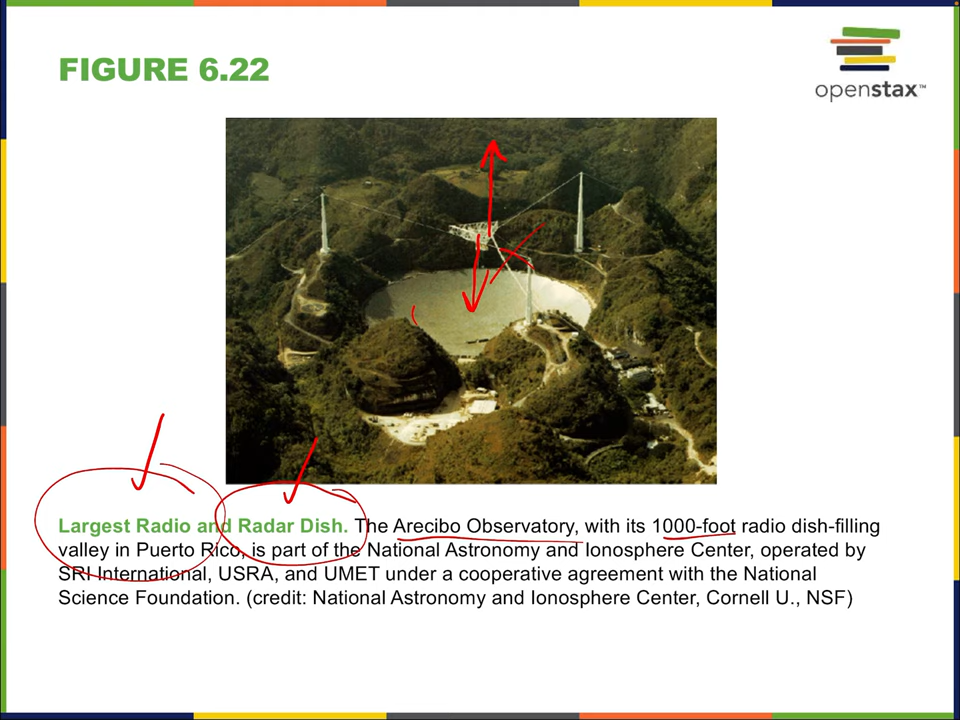 FIGURE 6.22
openstax™
Largest Radio and Radar Dish. The Arecibo Observatory, with its 1000-foot radio dish-filling
valley in Puerto Rico, is part of the National Astronomy and Ionosphere Center, operated by
SRI International, USRA, and UMET under a cooperative agreement with the National
Science Foundation. (credit: National Astronomy and Ionosphere Center, Cornell U., NSF)